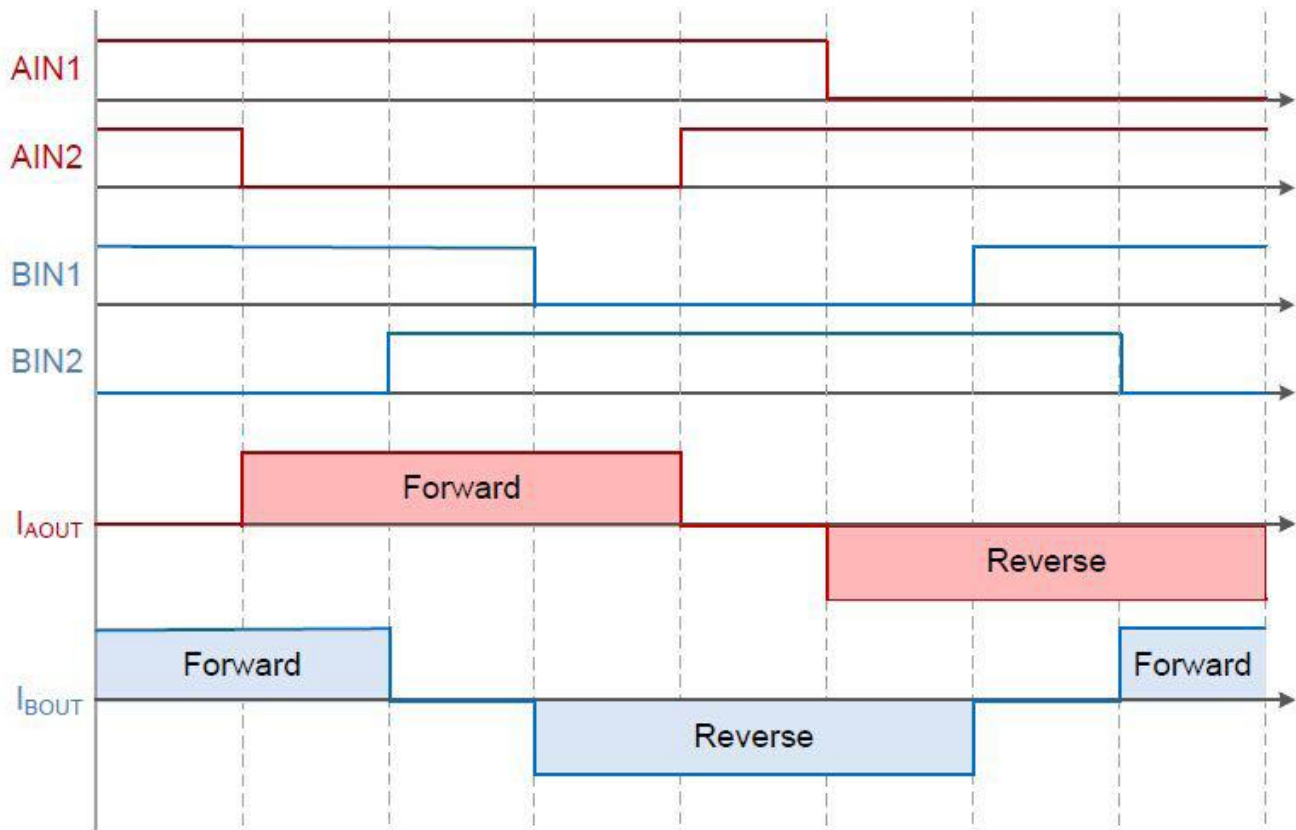 AIN1
AIN2
BIN1
BIN2
Forward
IAOUT
Reverse
Forward
Forward
IBOUT
Reverse